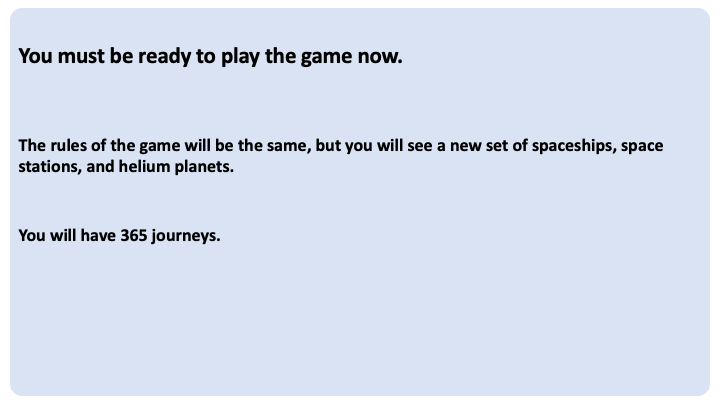 You must be ready to play the game now.
The rules of the game will be the same, but you will see a new set of spaceships, space
stations, and helium planets.
You will have 365 journeys.